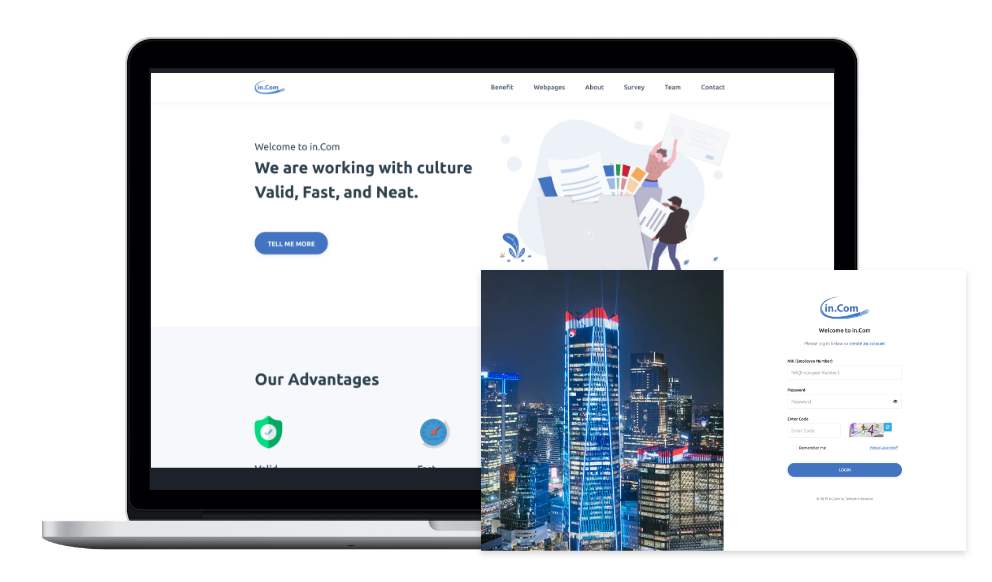 in.Com
Benefit Webpages About Survey Team Contact
Welcome to in.Com
We are working with culture
Valid, Fast, and Neat.
TELL ME MORE
Our Advantages
Valid
Fast
in.Com
Welcome to in.Com
Please log in below or create an account
NIK (Employee Number)
NIK(Employee Number)
Password
Password
Enter Code
Enter Code
Remember me
Forgot password?
LOGIN